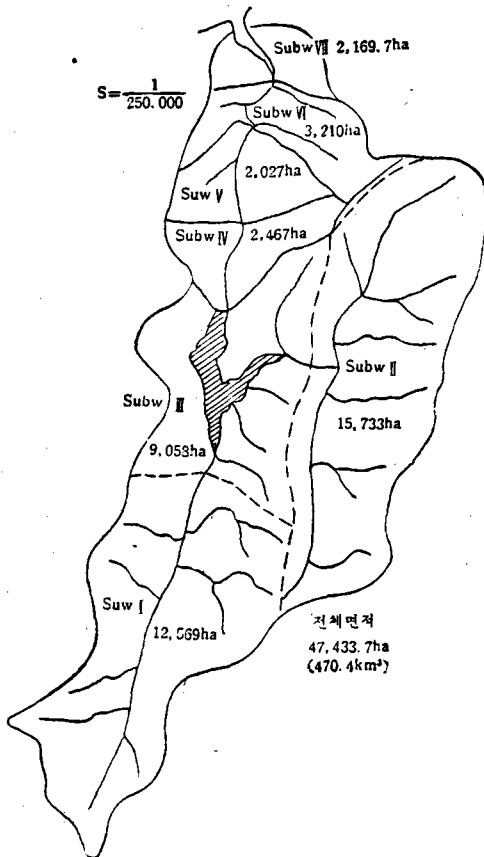 Subw Ⅶ 2,169.7ha
S= 1
250.000
Subw Ⅵ
3,210ha
2.027ha
Suw Ⅴ
Subw Ⅳ 2,467ha
Subw Ⅱ
Subw Ⅲ
15,733ha
9,058ha
Suw Ⅰ
12,569ha
전체면적
47,433.7ha
(470.4km³)